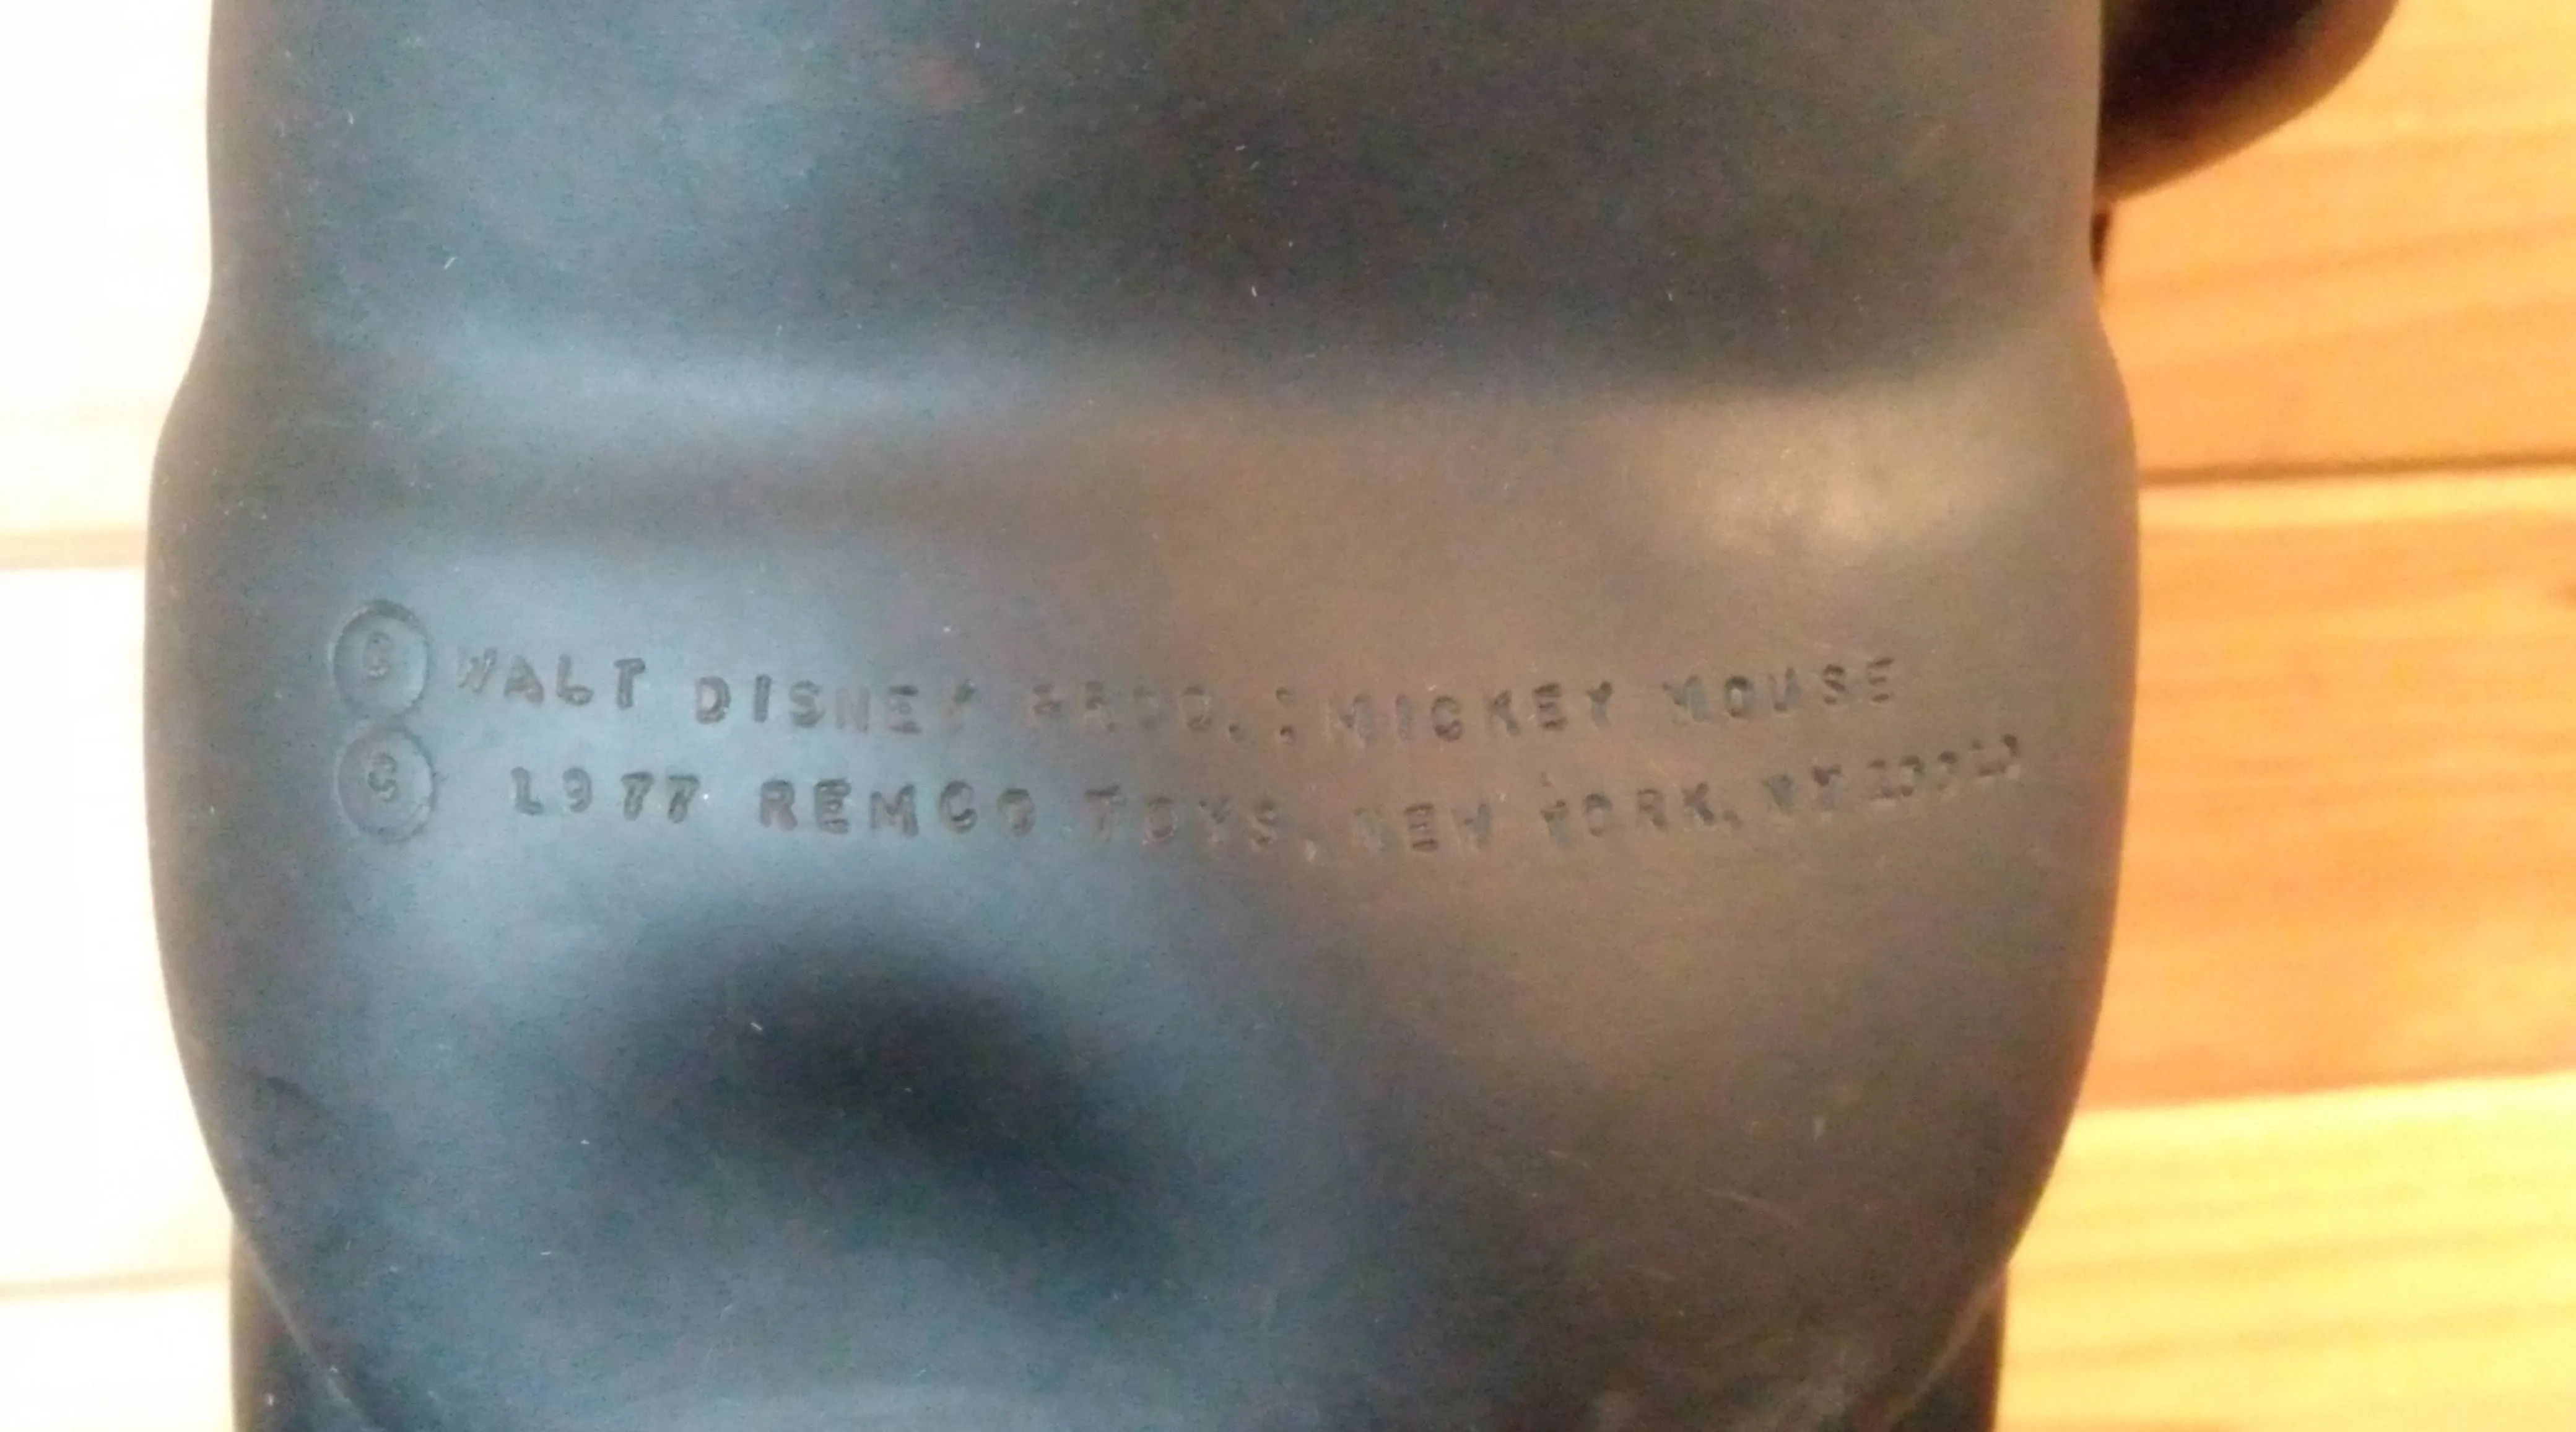 © WALT DISNEY PROD.: MICKEY MOUSE
© 1977 REMCO TOYS, NEW YORK, NY